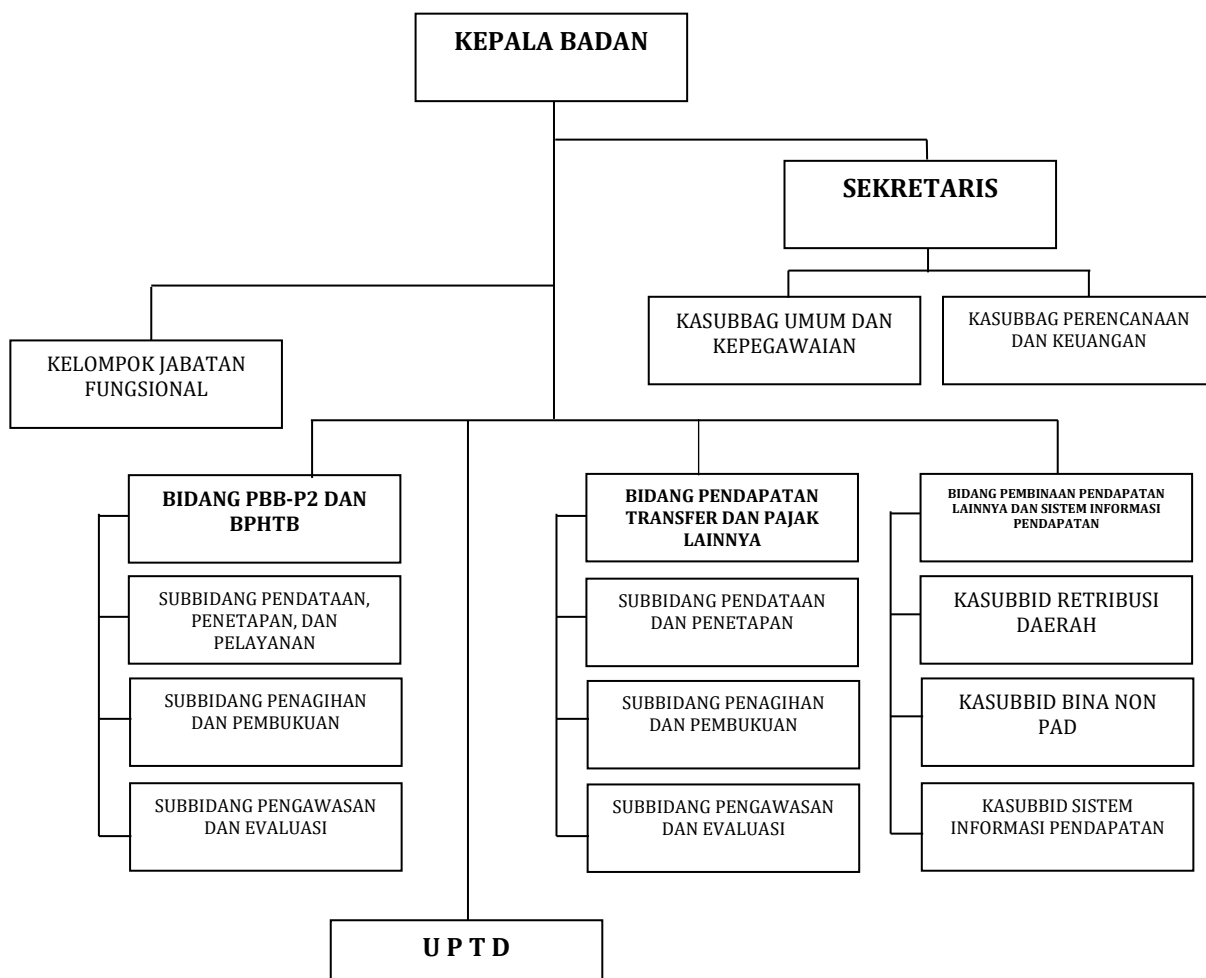 KEPALA BADAN
SEKRETARIS
KASUBBAG UMUM DAN
KEPEGAWAIAN
KASUBBAG PERENCANAAN
DAN KEUANGAN
KELOMPOK JABATAN
FUNGSIONAL
BIDANG PBB-P2 DAN
BPHTB
SUBBIDANG PENDATAAN,
PENETAPAN, DAN
PELAYANAN
SUBBIDANG PENAGIHAN
DAN PEMBUKUAN
SUBBIDANG PENGAWASAN
DAN EVALUASI
BIDANG PENDAPATAN
TRANSFER DAN PAJAK
LAINNYA
SUBBIDANG PENDATAAN
DAN PENETAPAN
SUBBIDANG PENAGIHAN
DAN PEMBUKUAN
SUBBIDANG PENGAWASAN
DAN EVALUASI
BIDANG PEMBINAAN PENDAPATAN
LAINNYA DAN SISTEM INFORMASI
PENDAPATAN
KASUBBID RETRIBUSI
DAERAH
KASUBBID BINA NON
PAD
KASUBBID SISTEM
INFORMASI PENDAPATAN
U P T D